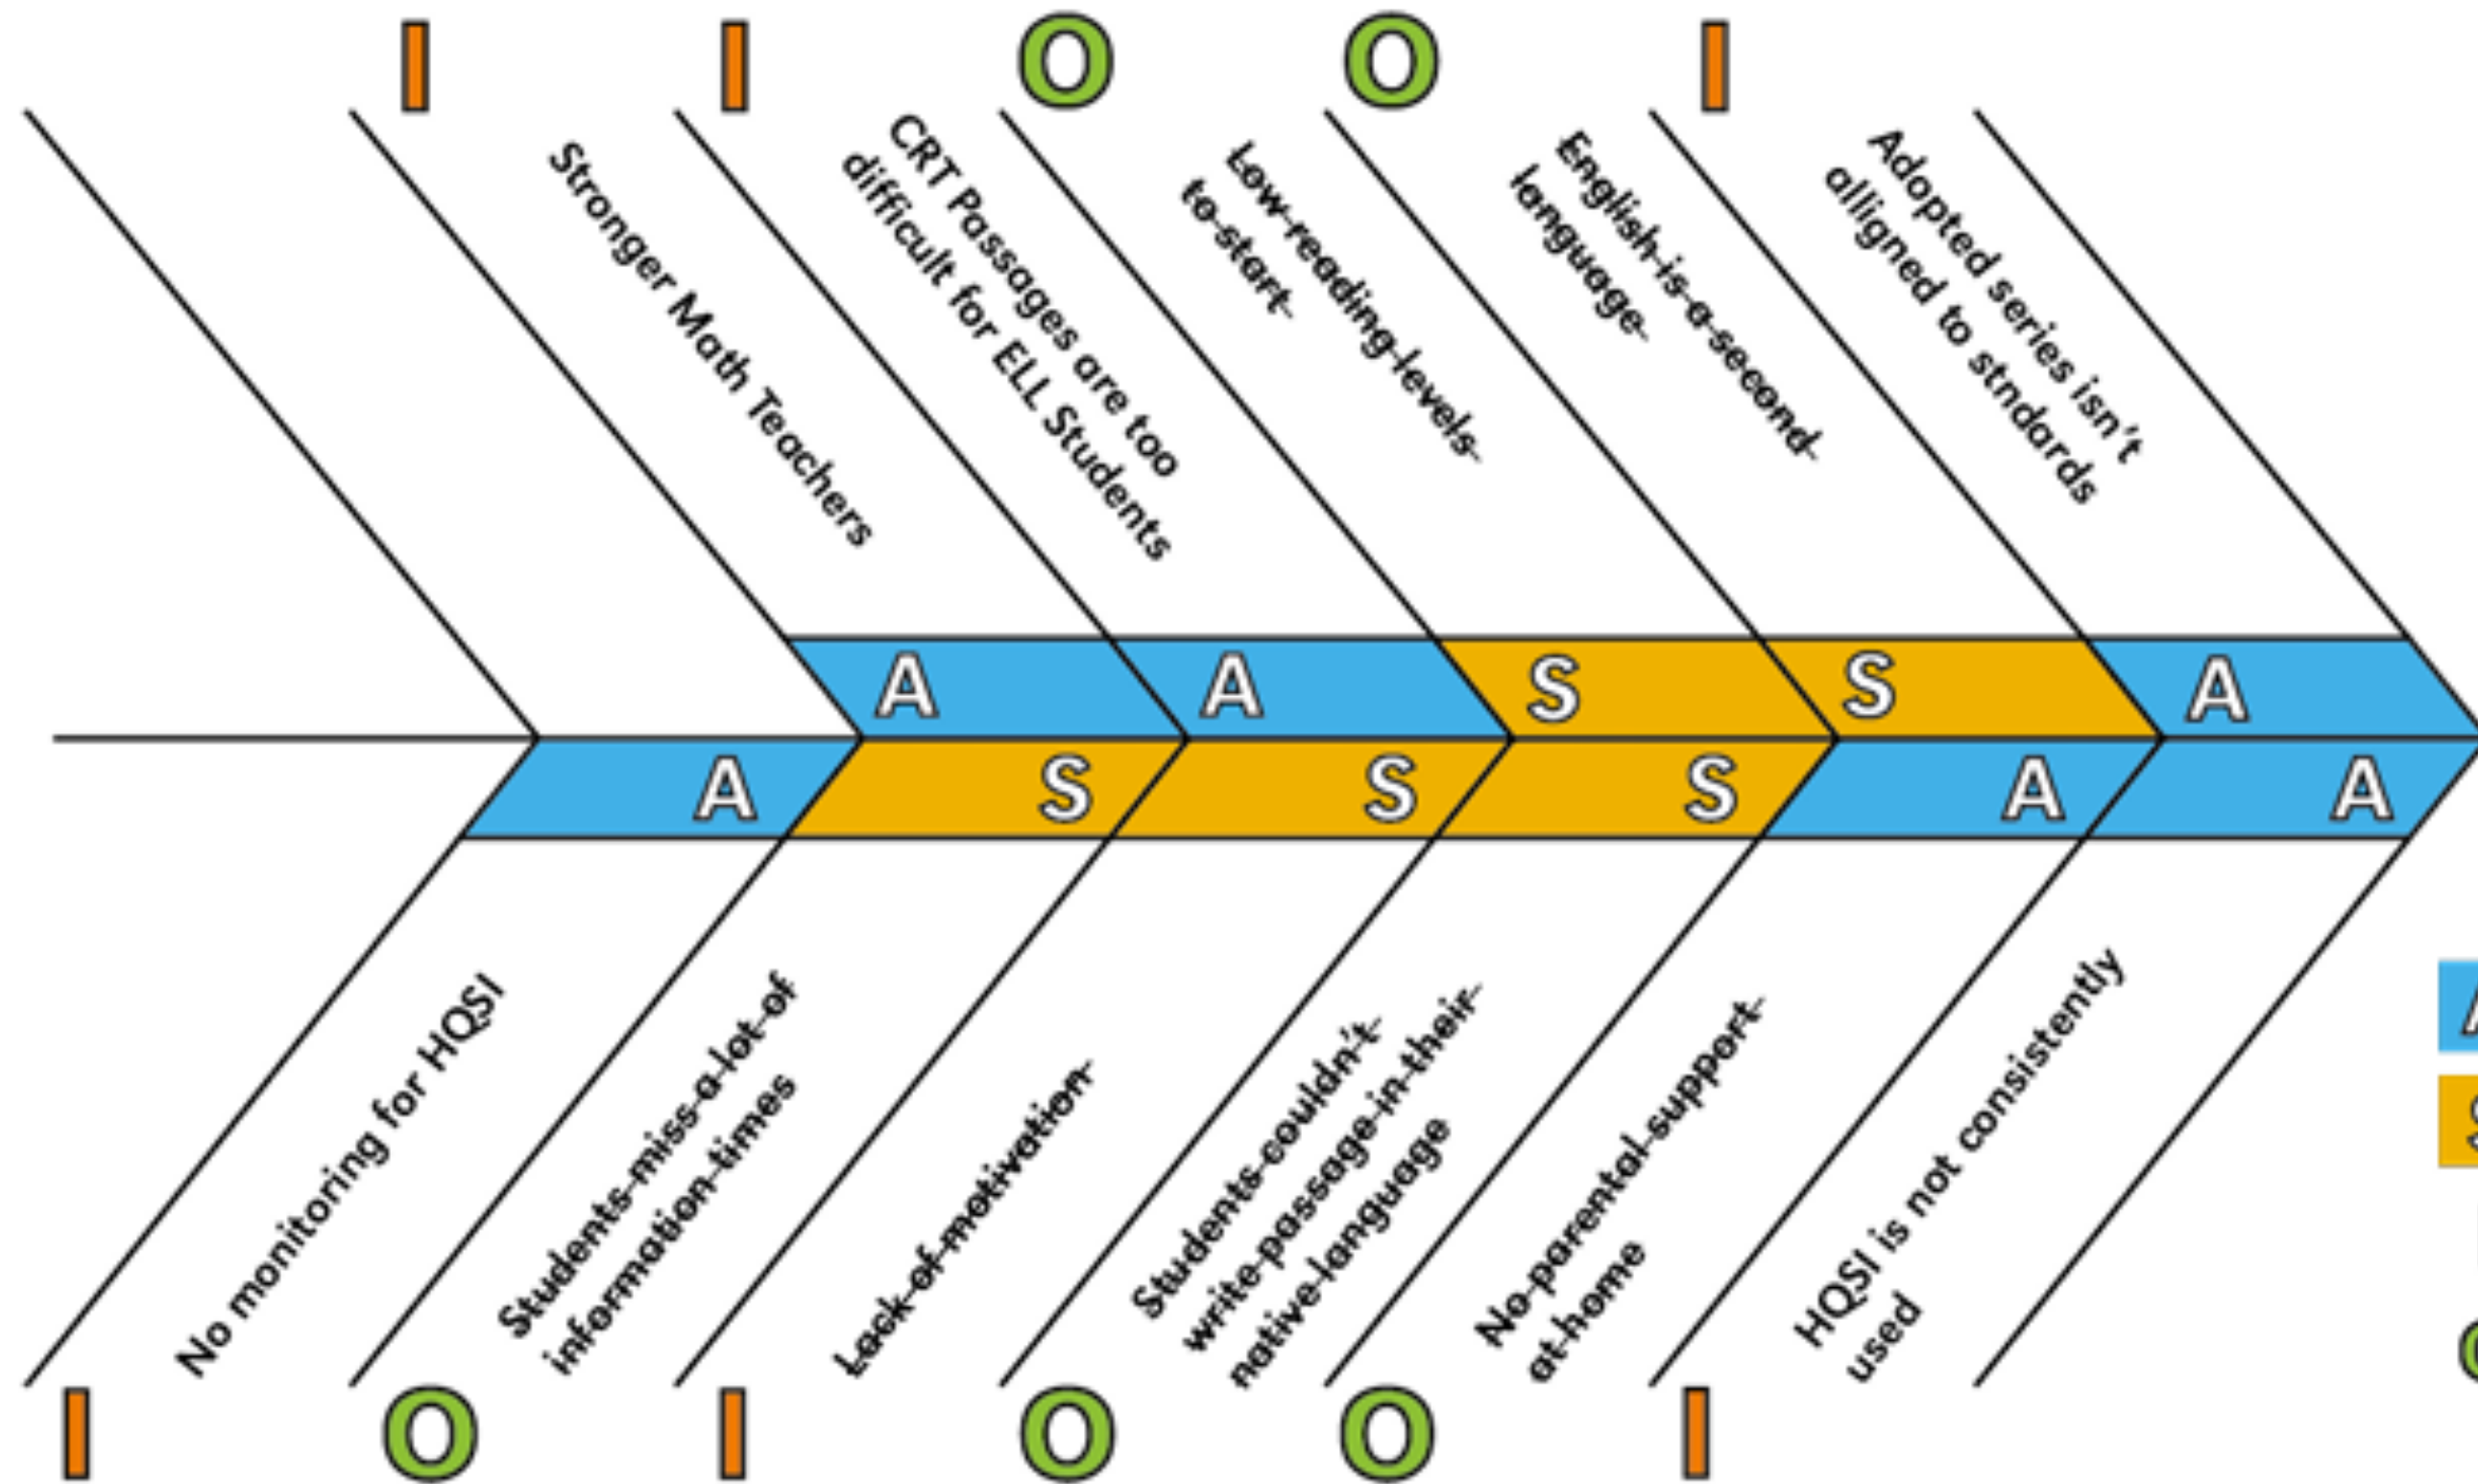 I
I
O
O
I
Stronger Math Teachers
CRT Passages are too
difficult for ELL Students
Low reading levels
to start
English is a second
language
Adopted series isn't
alligned to stndards
A
A
S
S
A
A
S
S
S
A
A
No monitoring for HQSI
Students miss a lot of
information times
Lack of motivation
Students couldn't
write passage in their
native language
No parental support
at home
HQSI is not consistently
used
I
O
I
O
O
I